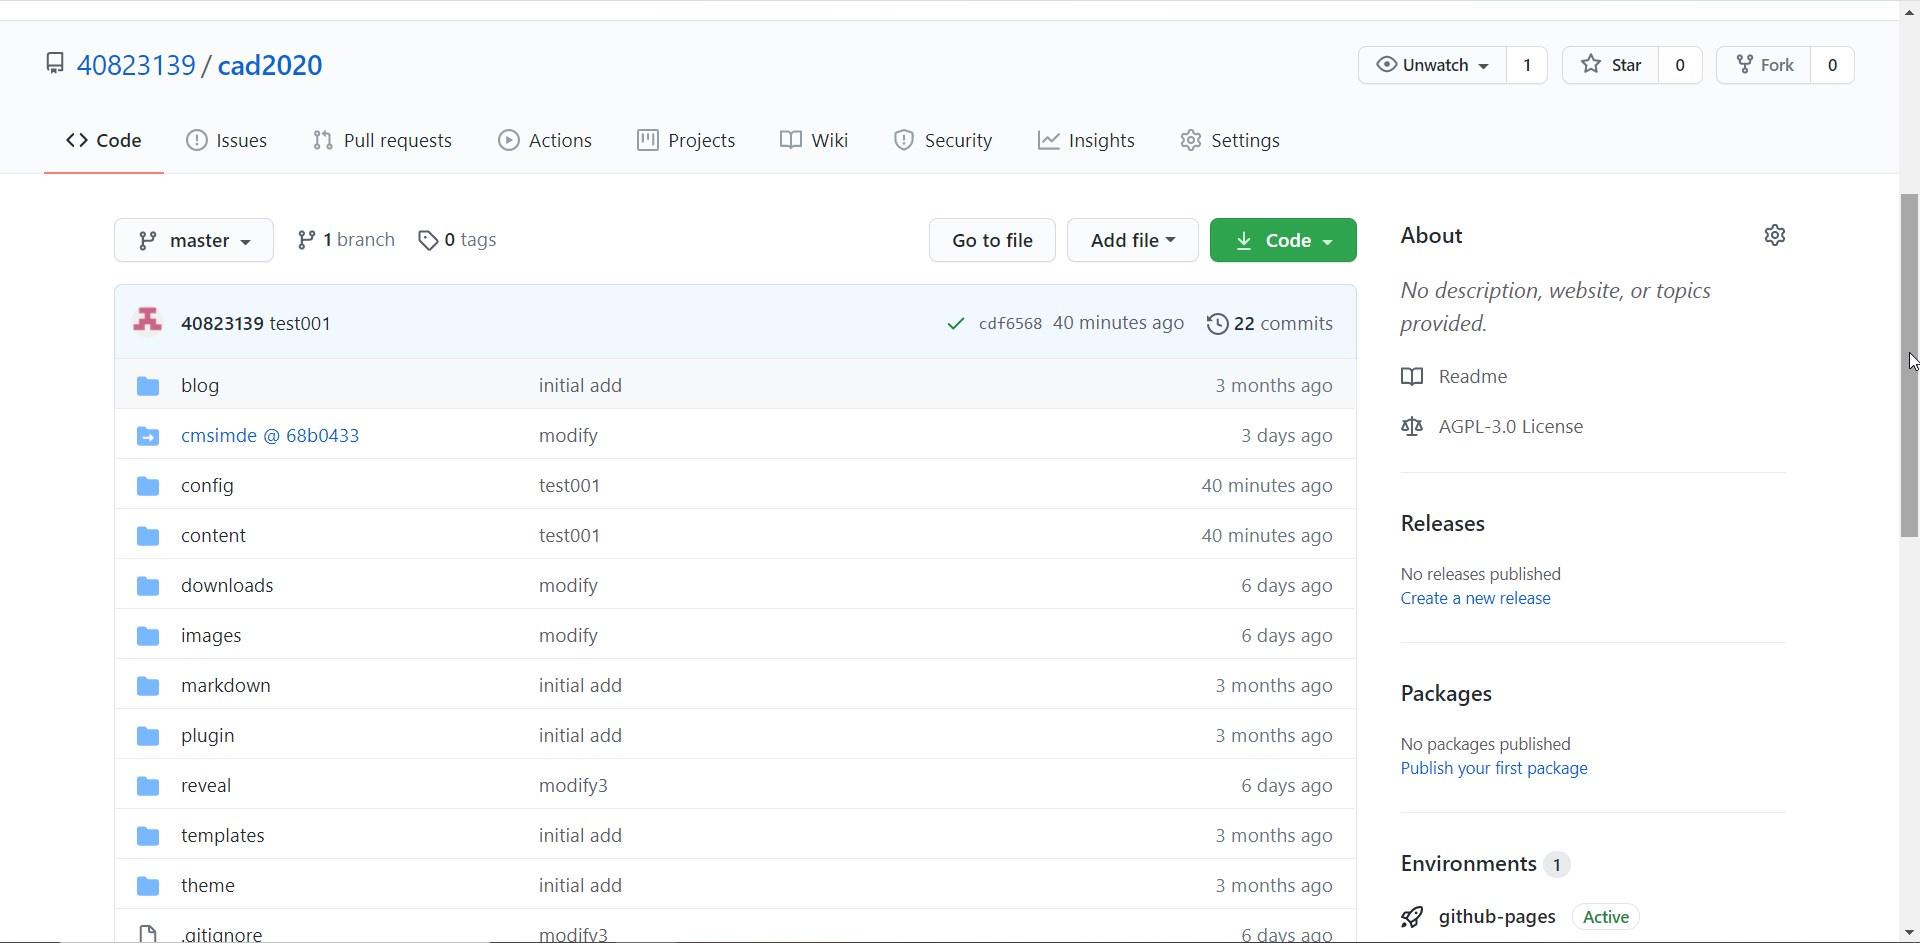 40823139 / cad2020
Unwatch 1 Star 0 Fork 0
Code Issues Pull requests Actions Projects Wiki Security Insights Settings
master 1 branch 0 tags Go to file Add file Code
40823139 test001 cdf6568 40 minutes ago 22 commits
blog initial add 3 months ago
cmsimde @ 68b0433 modify 3 days ago
config test001 40 minutes ago
content test001 40 minutes ago
downloads modify 6 days ago
images modify 6 days ago
markdown initial add 3 months ago
plugin initial add 3 months ago
reveal modify3 6 days ago
templates initial add 3 months ago
theme initial add 3 months ago
.gitignore modify3 6 days ago
About
No description, website, or topics
provided.
Readme
AGPL-3.0 License
Releases
No releases published
Create a new release
Packages
No packages published
Publish your first package
Environments 1
github-pages Active